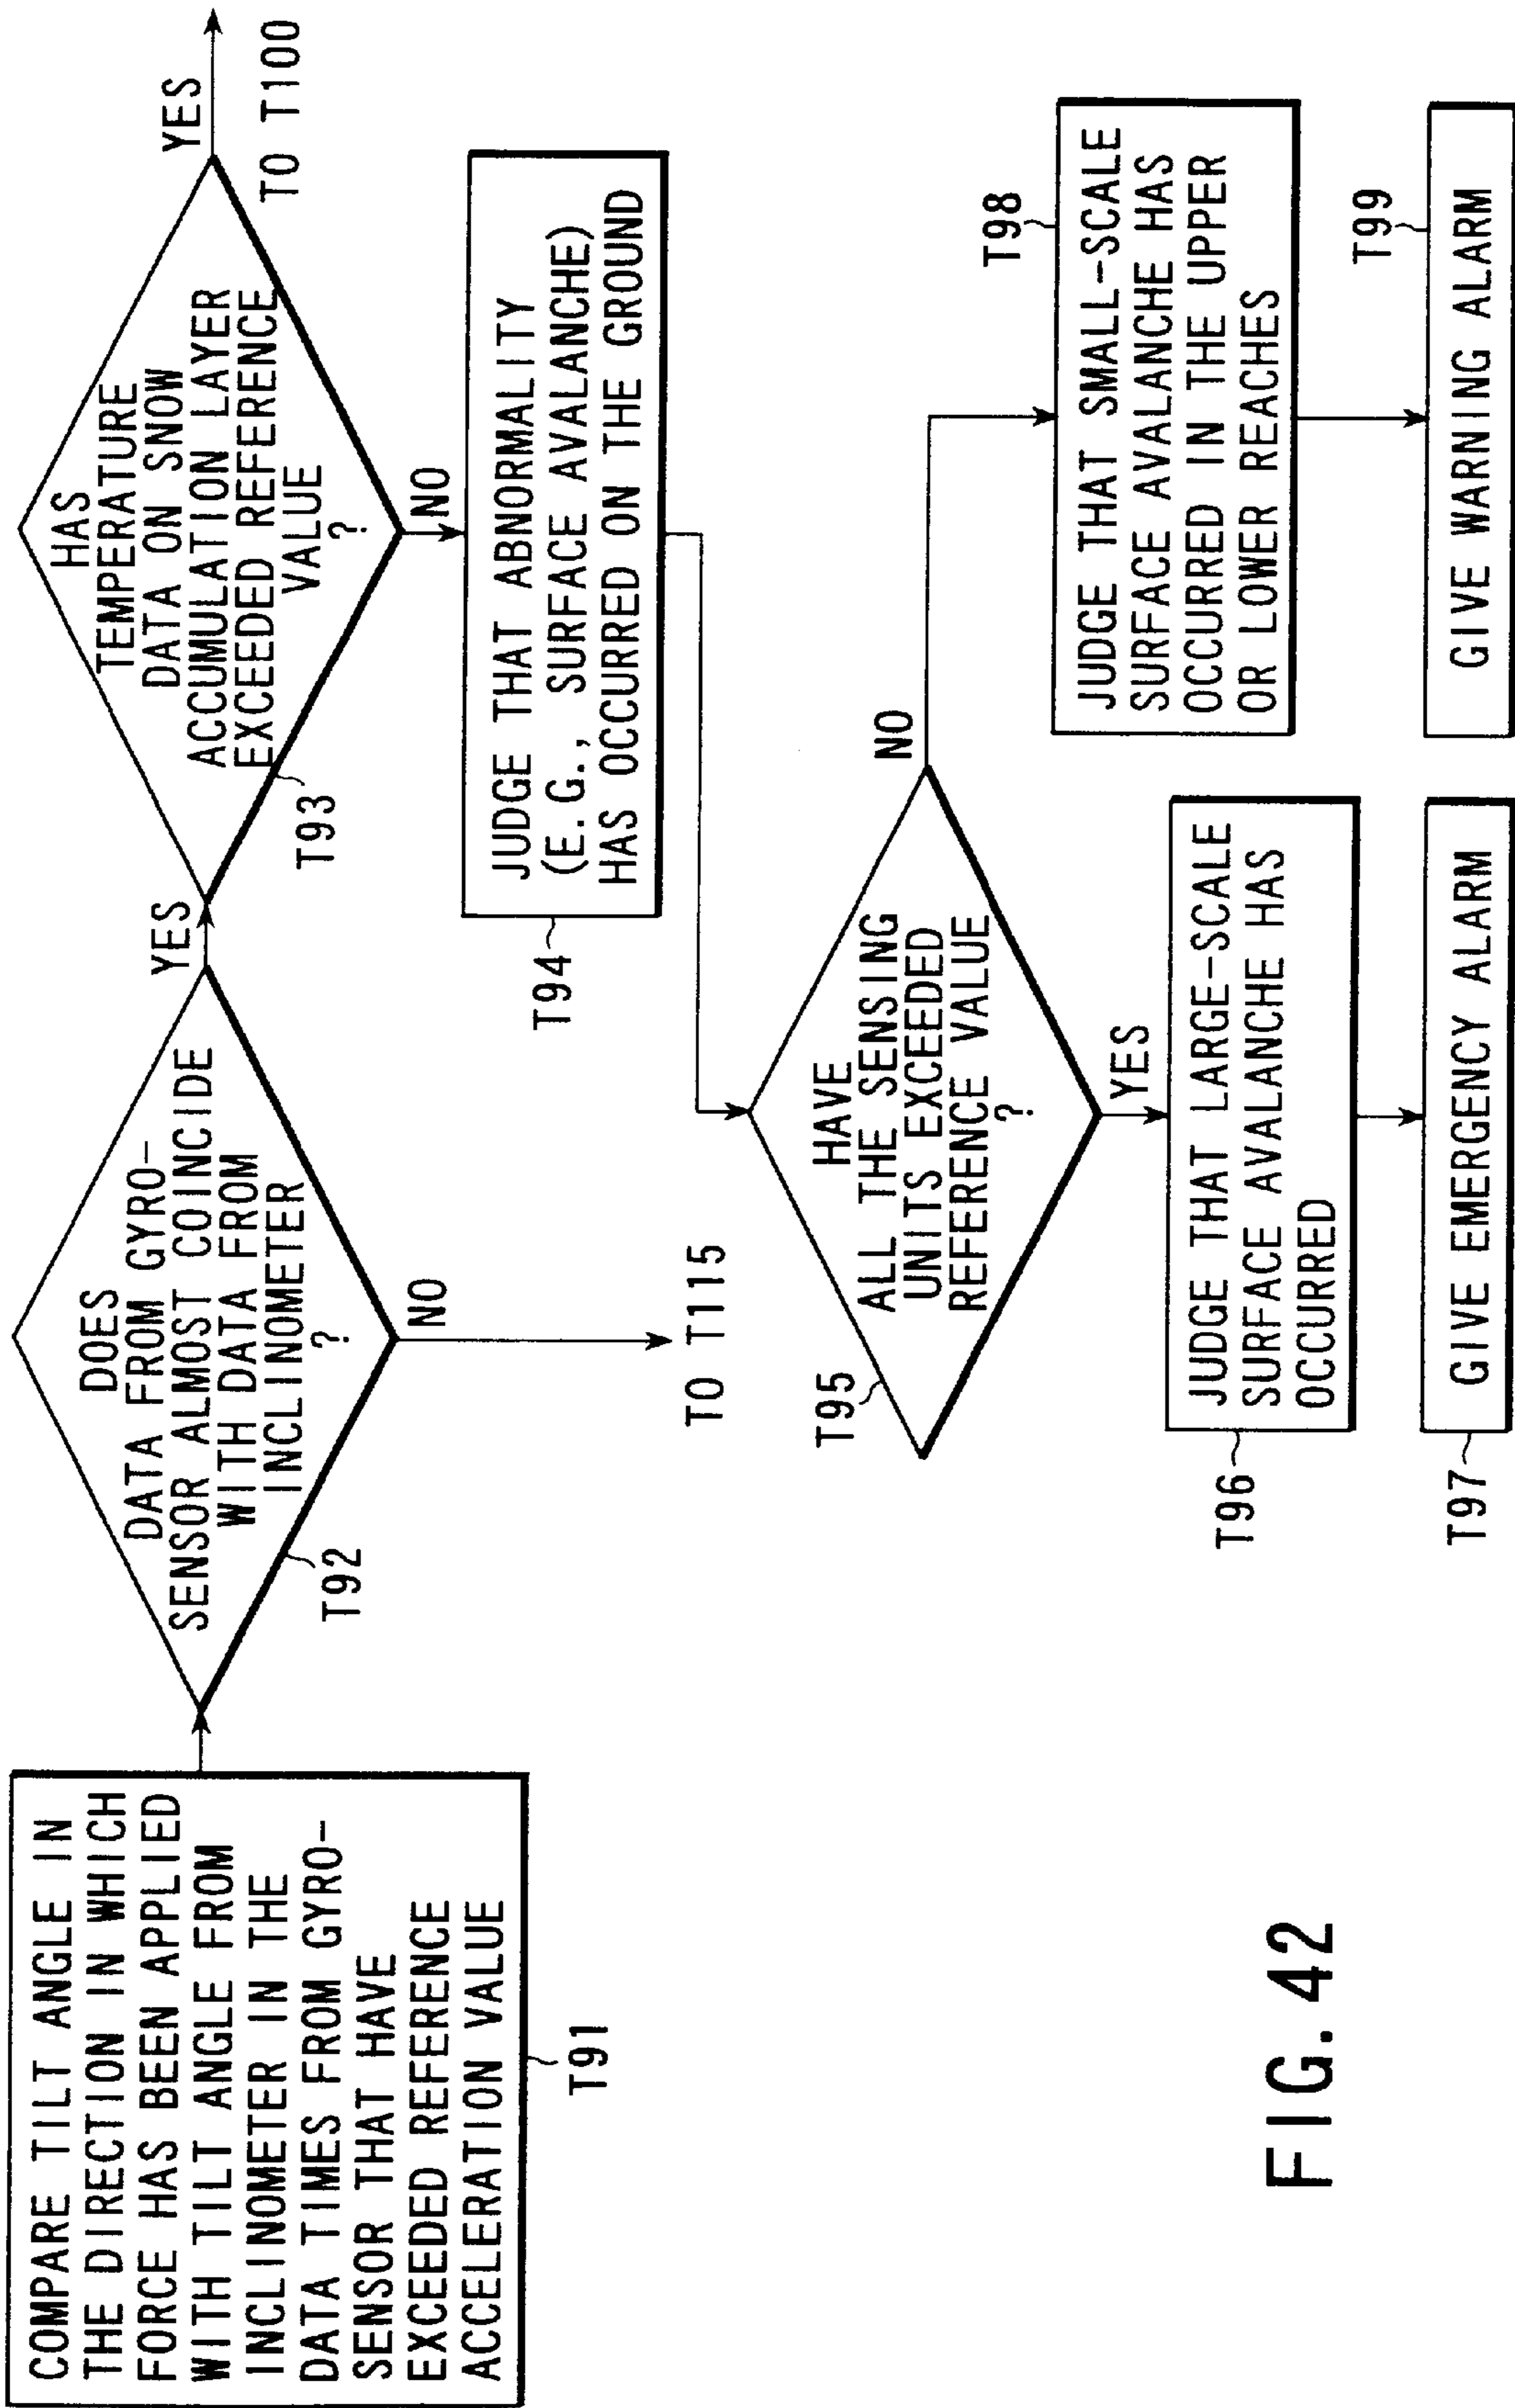 COMPARE TILT ANGLE IN
THE DIRECTION IN WHICH
FORCE HAS BEEN APPLIED
WITH TILT ANGLE FROM
INCLINOMETER IN THE
DATA TIMES FROM GYRO-
SENSOR THAT HAVE
EXCEEDED REFERENCE
ACCELERATION VALUE
T91
DOES
DATA FROM GYRO-
SENSOR ALMOST COINCIDE
WITH DATA FROM
INCLINOMETER
?
T92
YES
NO
TO T115
HAS
TEMPERATURE
DATA ON SNOW
ACCUMULATION LAYER
EXCEEDED REFERENCE
VALUE
?
T93
YES
TO T100
NO
JUDGE THAT ABNORMALITY
(E.G., SURFACE AVALANCHE)
HAS OCCURRED ON THE GROUND
T94
HAVE
ALL THE SENSING
UNITS EXCEEDED
REFERENCE VALUE
?
T95
NO
YES
JUDGE THAT LARGE-SCALE
SURFACE AVALANCHE HAS
OCCURRED
T96
GIVE EMERGENCY ALARM
T97
JUDGE THAT SMALL-SCALE
SURFACE AVALANCHE HAS
OCCURRED IN THE UPPER
OR LOWER REACHES
T98
GIVE WARNING ALARM
T99
FIG. 42